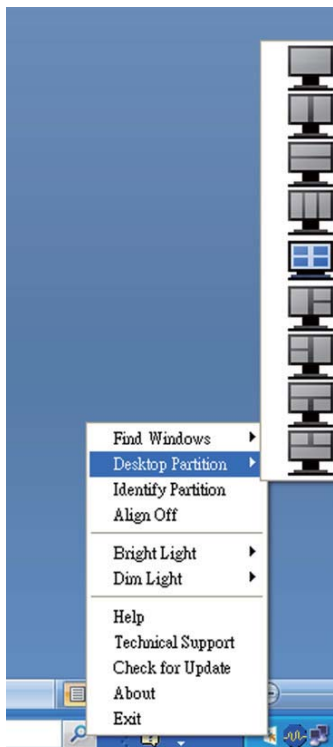 Find Windows
Desktop Partition
Identify Partition
Align Off
Bright Light
Dim Light
Help
Technical Support
Check for Update
About
Exit